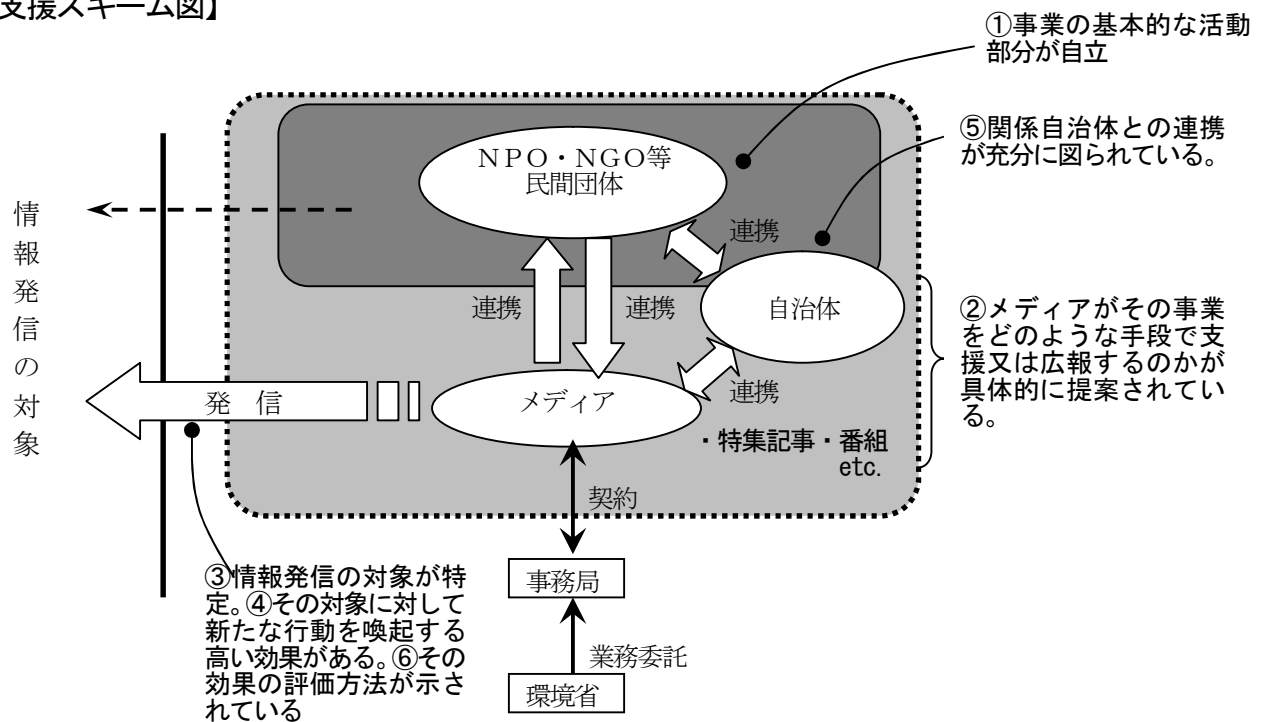 支援スキーム図】
①事業の基本的な活動
部分が自立
⑤関係自治体との連携
が充分に図られている。
NPO・NGO等
民間団体
連携
情
報
発
信
の
対
象
連携
連携
自治体
②メディアがその事業
をどのような手段で支
援又は広報するのかが
具体的に提案されてい
る。
発 信
メディア
連携
・特集記事・番組
etc.
契約
③情報発信の対象が特
定。④その対象に対して
新たな行動を喚起する
高い効果がある。⑥その
効果の評価方法が示さ
れている
事務局
業務委託
環境省